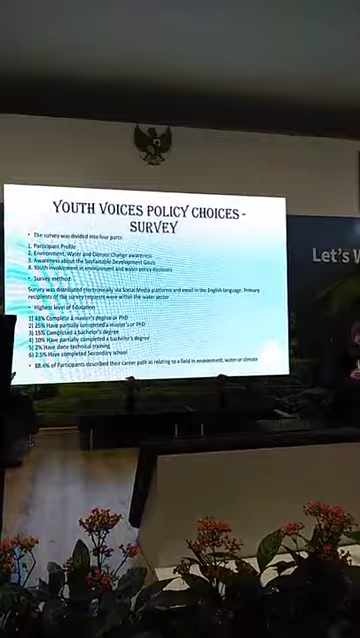 YOUTH VOICES POLICY CHOICES -
SURVEY
• The survey was divided into four parts:
1. Participant Profile
2. Environment, Water and Climate Change awareness
3. Awareness about the Sustainable Development Goals
4. Youth involvement in environment and water policy decisions
• Survey method
Survey was distributed electronically via Social Media platforms and email in the English language. Primary
recipients of the survey requests were within the water sector
• Highest level of Education
1) 43% Complete a master's degree or PhD
2) 25% Have partially completed a master's or PhD
3) 15% Completed a bachelor's degree
4) 10% Have partially completed a bachelor's degree
5) 2% Have done technical training
6) 2.5% Have completed Secondary school
• 88.4% of Participants described their career path as relating to a field in environment, water or climate
Let's W